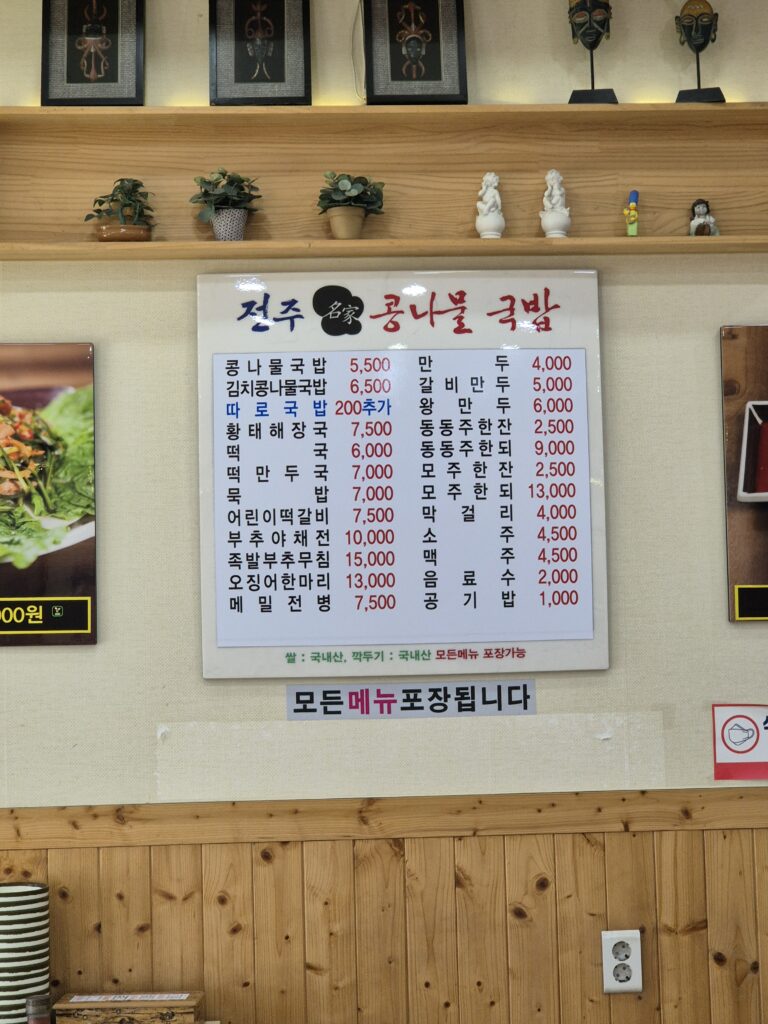 전주 名家 콩나물 국밥
콩나물국밥 5,500
김치콩나물국밥 6,500
따로국밥 200추가
황태해장국 7,500
떡국 6,000
떡만두국 7,000
묵밥 7,000
어린이떡갈비 7,500
부추야채전 10,000
족발부추무침 15,000
오징어한마리 13,000
메밀전병 7,500
만두 4,000
갈비만두 5,000
왕만두 6,000
동동주한잔 2,500
동동주한되 9,000
모주한잔 2,500
모주한되 13,000
막걸리 4,000
소주 4,500
맥주 4,500
음료수 2,000
공기밥 1,000
쌀 : 국내산, 깍두기 : 국내산 모든메뉴 포장가능
모든메뉴포장됩니다
000원